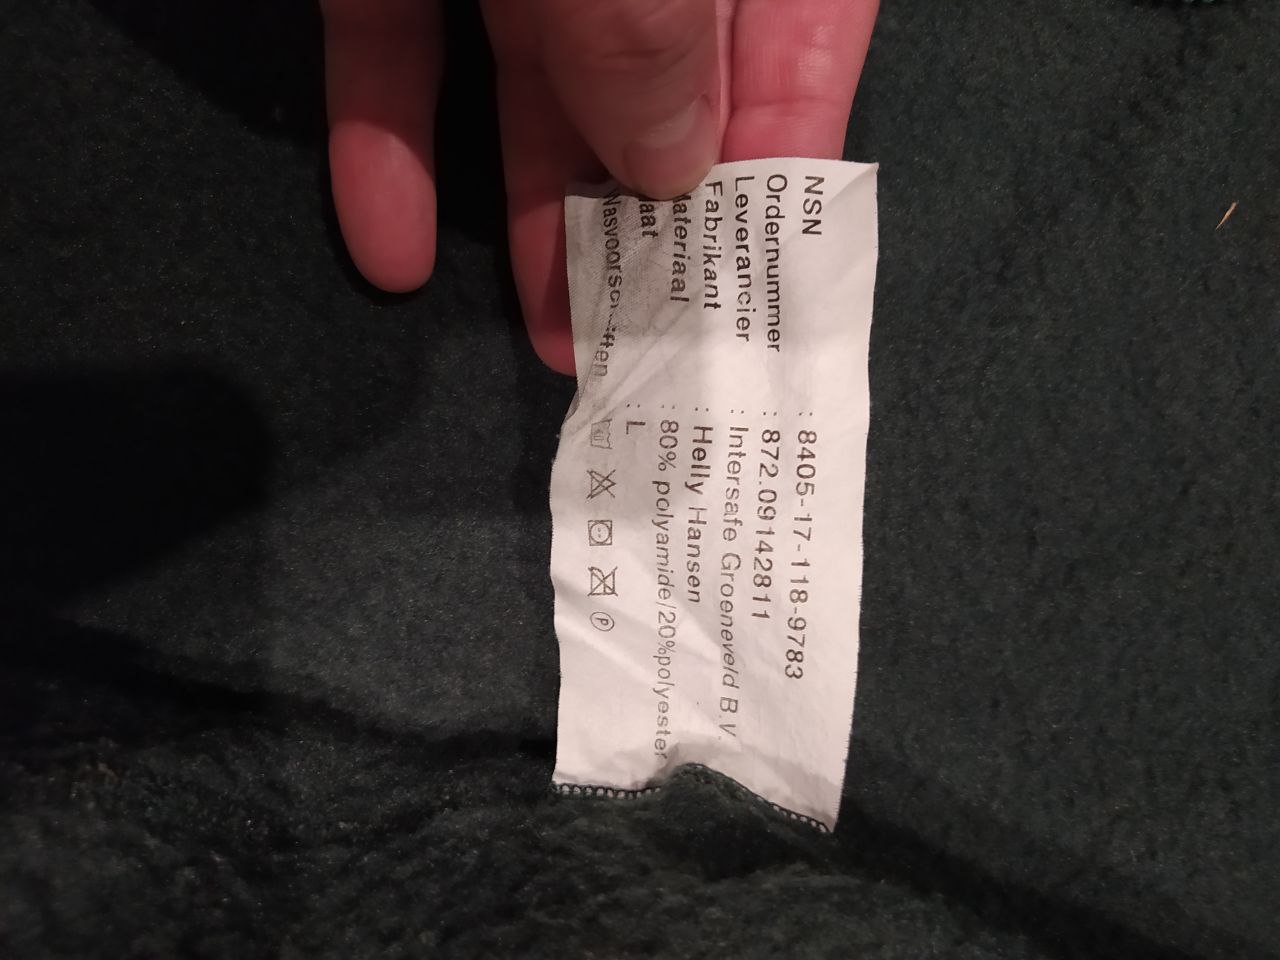 NSN : 8405-17-118-9783
Ordernummer : 872.09142811
Leverancier : Intersafe Groeneveld B.V.
Fabrikant : Helly Hansen
Materiaal : 80% polyamide/20%polyester
aat : L
Wasvoorschriften :
P